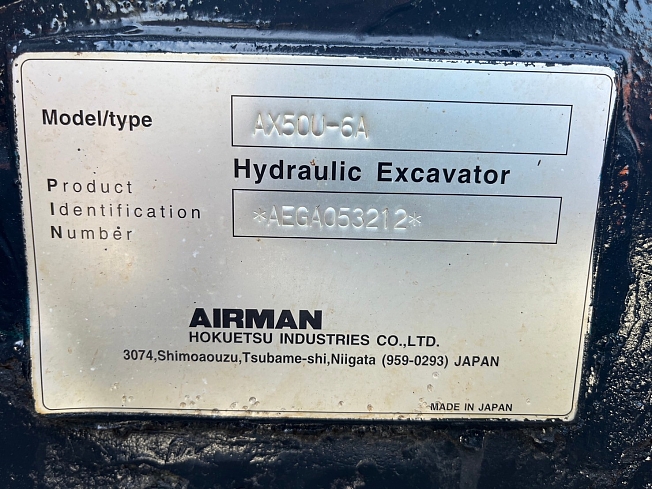 Model/type AX50U-6A
Hydraulic Excavator
Product
Identification *AEGA053212*
Number
AIRMAN
HOKUETSU INDUSTRIES CO.,LTD.
3074,Shimoaouzu,Tsubame-shi,Niigata (959-0293) JAPAN
MADE IN JAPAN